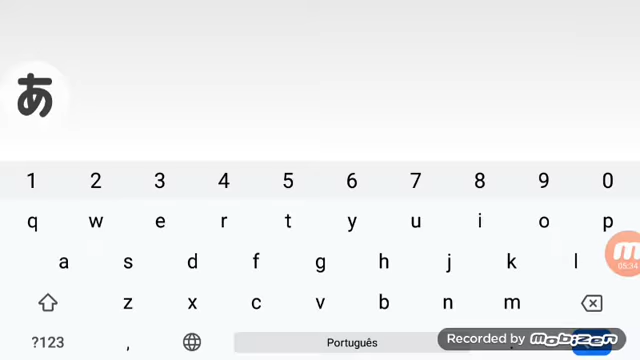 あ
1 2 3 4 5 6 7 8 9 0
q w e r t y u i o p
a s d f g h j k l
z x c v b n m
?123 , Português .
05:34
Recorded by Mobizen